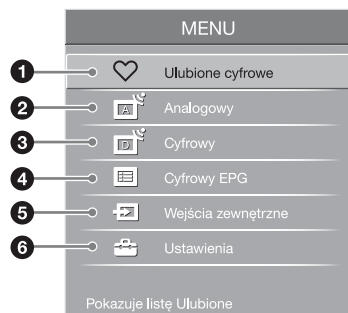 MENU
1 Ulubione cyfrowe
2 A Analogowy
3 D Cyfrowy
4 Cyfrowy EPG
5 Wejścia zewnętrzne
6 Ustawienia
Pokazuje listę Ulubione